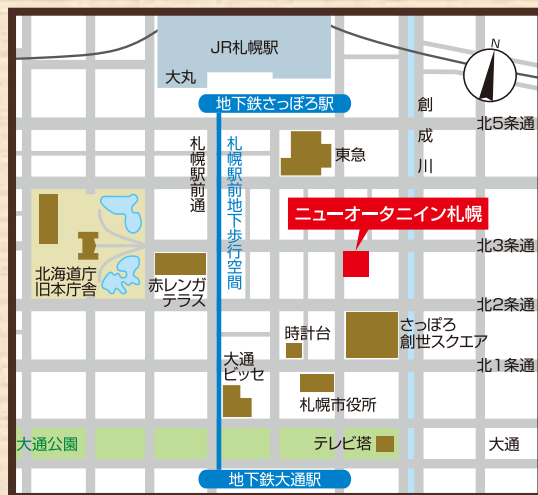 JR札幌駅
N
大丸
地下鉄さっぽろ駅
創成川
北5条通
札幌駅前通
札幌駅前地下歩行空間
東急
ニューオータニイン札幌
北3条通
北海道庁
旧本庁舎
赤レンガ
テラス
北2条通
時計台
さっぽろ
創世スクエア
大通
ビッセ
北1条通
札幌市役所
大通公園
テレビ塔
大通
地下鉄大通駅